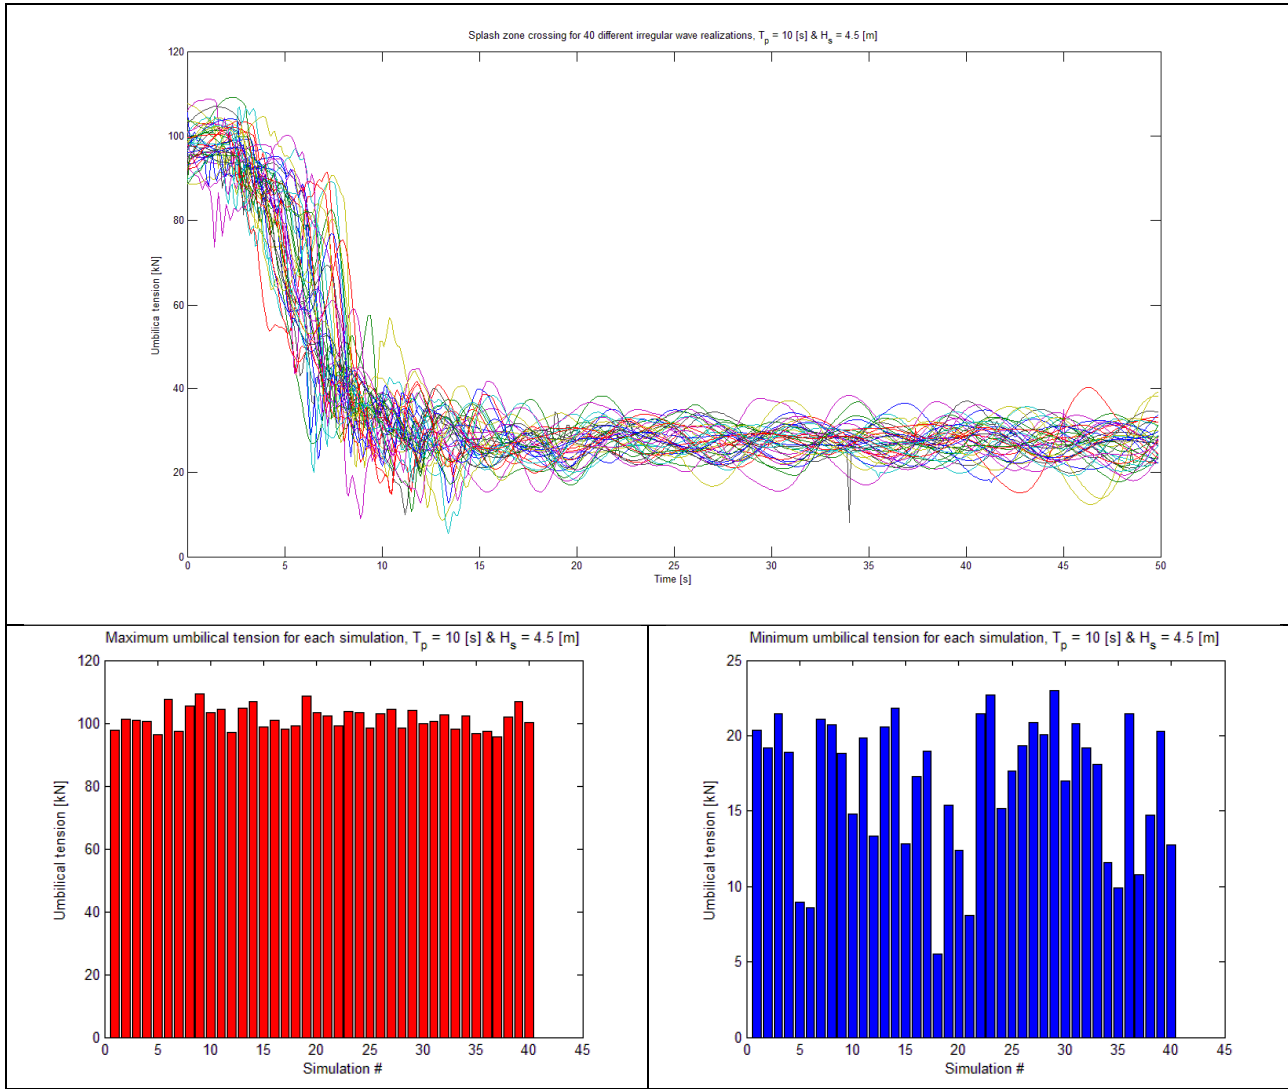 Splash zone crossing for 40 different irregular wave realizations, Tp = 10 [s] & Hs = 4.5 [m]
120
100
80
60
40
20
0
Umbilica tension [kN]
0 5 10 15 20 25 30 35 40 45 50
Time [s]
Maximum umbilical tension for each simulation, Tp = 10 [s] & Hs = 4.5 [m]
120
100
80
60
40
20
0
Umbilical tension [kN]
0 5 10 15 20 25 30 35 40 45
Simulation #
Minimum umbilical tension for each simulation, Tp = 10 [s] & Hs = 4.5 [m]
25
20
15
10
5
0
Umbilical tension [kN]
0 5 10 15 20 25 30 35 40 45
Simulation #